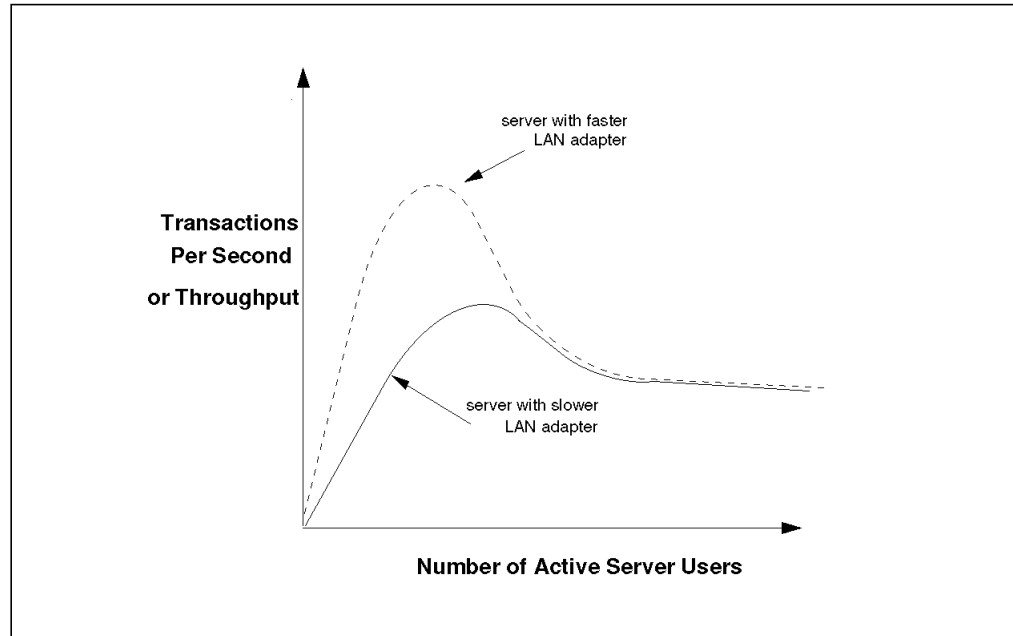 server with faster
LAN adapter
Transactions
Per Second
or Throughput
server with slower
LAN adapter
Number of Active Server Users